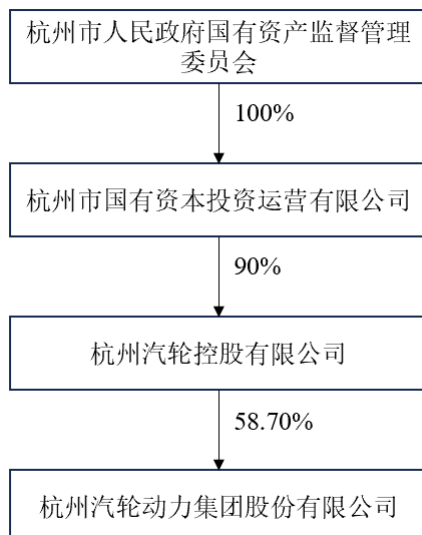 杭州市人民政府国有资产监督管理
委员会
100%
杭州市国有资本投资运营有限公司
90%
杭州汽轮控股有限公司
58.70%
杭州汽轮动力集团股份有限公司